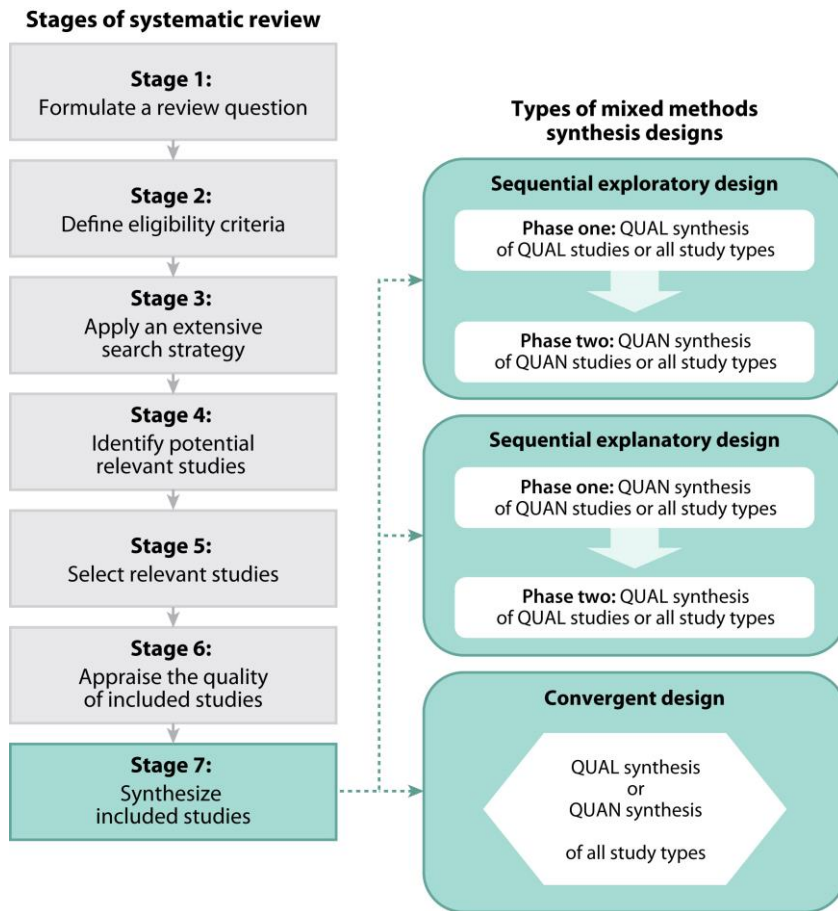 Stages of systematic review
Stage 1:
Formulate a review question
Stage 2:
Define eligibility criteria
Stage 3:
Apply an extensive
search strategy
Stage 4:
Identify potential
relevant studies
Stage 5:
Select relevant studies
Stage 6:
Appraise the quality
of included studies
Stage 7:
Synthesize
included studies
Types of mixed methods
synthesis designs
Sequential exploratory design
Phase one: QUAL synthesis
of QUAL studies or all study types
Phase two: QUAN synthesis
of QUAN studies or all study types
Sequential explanatory design
Phase one: QUAN synthesis
of QUAN studies or all study types
Phase two: QUAL synthesis
of QUAL studies or all study types
Convergent design
QUAL synthesis
or
QUAN synthesis
of all study types